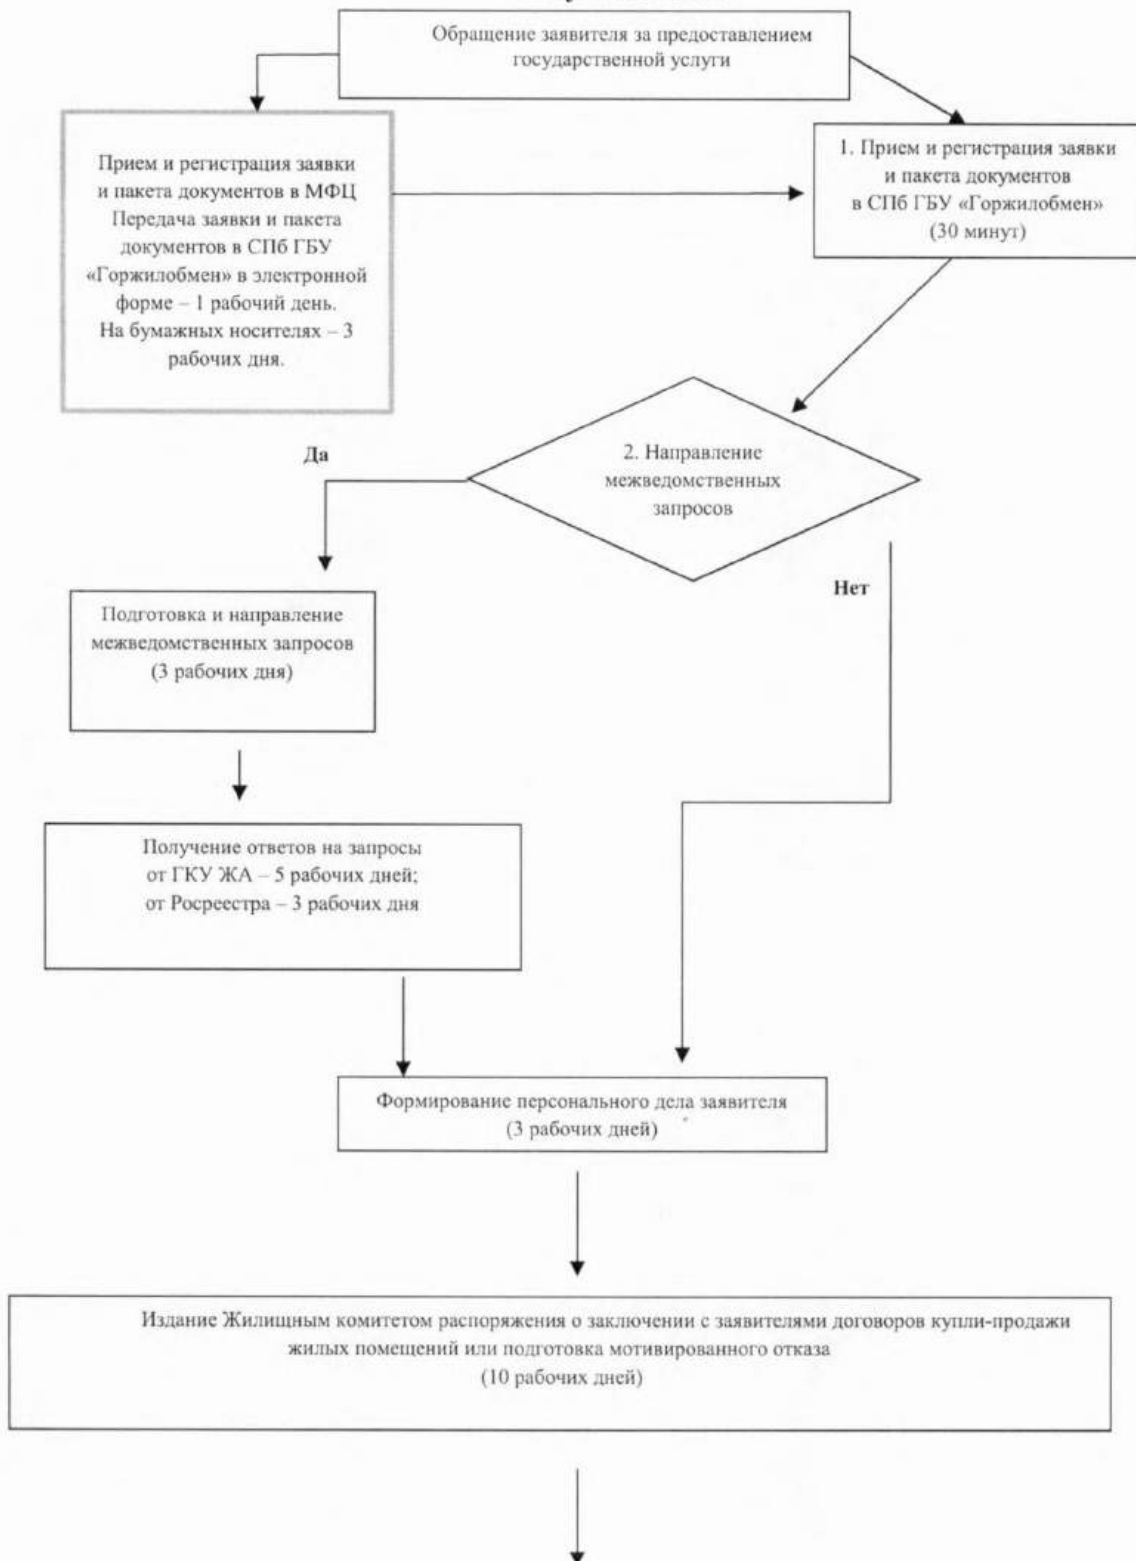 Обращение заявителя за предоставлением
государственной услуги
Прием и регистрация заявки
и пакета документов в МФЦ
Передача заявки и пакета
документов в СПб ГБУ
«Горжилобмен» в электронной
форме – 1 рабочий день.
На бумажных носителях – 3
рабочих дня.
1. Прием и регистрация заявки
и пакета документов
в СПб ГБУ «Горжилобмен»
(30 минут)
2. Направление
межведомственных
запросов
Да
Нет
Подготовка и направление
межведомственных запросов
(3 рабочих дня)
Получение ответов на запросы
от ГКУ ЖА – 5 рабочих дней;
от Росреестра – 3 рабочих дня
Формирование персонального дела заявителя
(3 рабочих дней)
Издание Жилищным комитетом распоряжения о заключении с заявителями договоров купли-продажи
жилых помещений или подготовка мотивированного отказа
(10 рабочих дней)